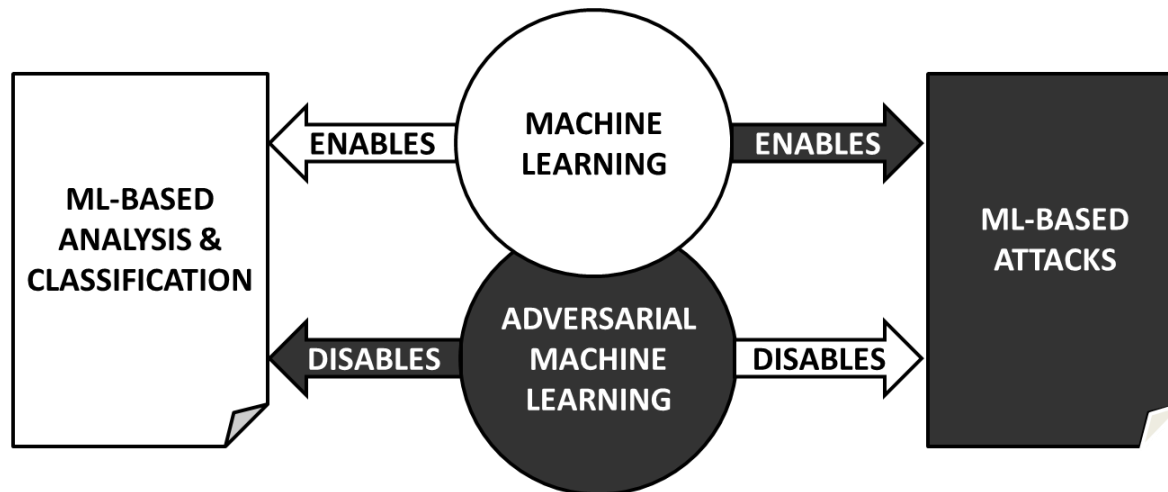 ML-BASED
ANALYSIS &
CLASSIFICATION
ENABLES
MACHINE
LEARNING
ENABLES
DISABLES
ADVERSARIAL
MACHINE
LEARNING
DISABLES
ML-BASED
ATTACKS